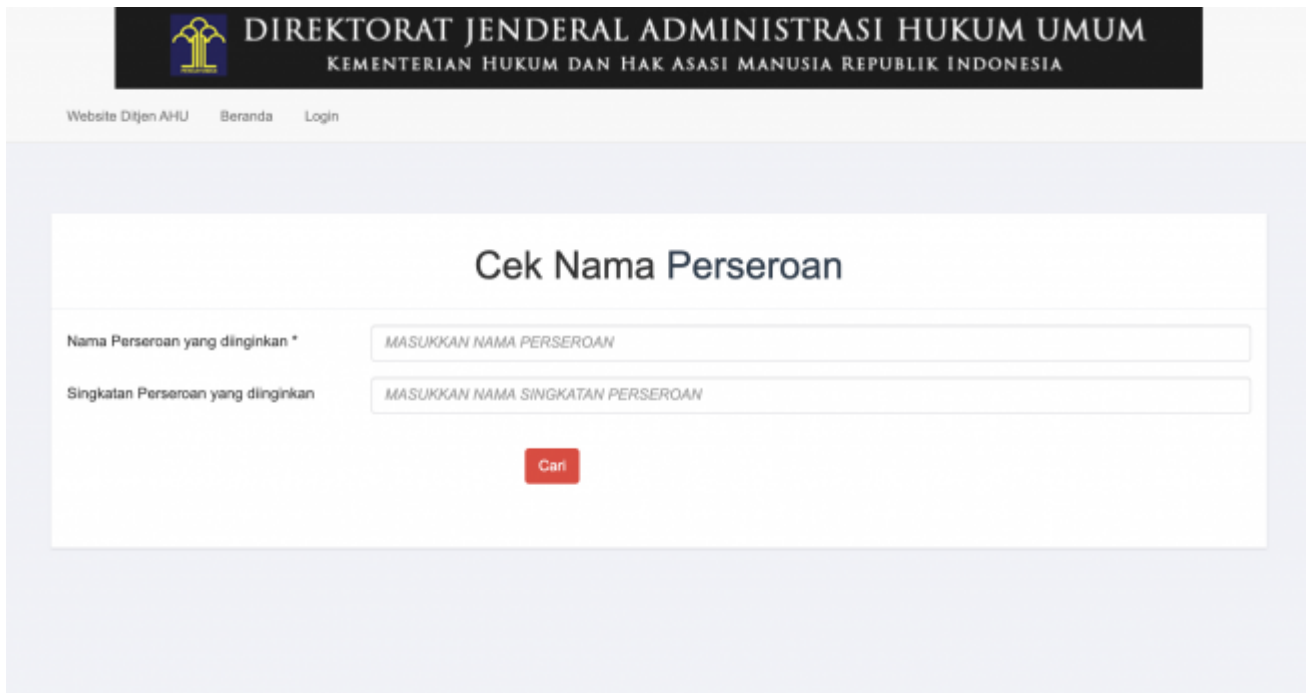 DIREKTORAT JENDERAL ADMINISTRASI HUKUM UMUM
KEMENTERIAN HUKUM DAN HAK ASASI MANUSIA REPUBLIK INDONESIA
Website Ditjen AHU Beranda Login
Cek Nama Perseroan
Nama Perseroan yang diinginkan * MASUKKAN NAMA PERSEROAN
Singkatan Perseroan yang diinginkan MASUKKAN NAMA SINGKATAN PERSEROAN
Cari